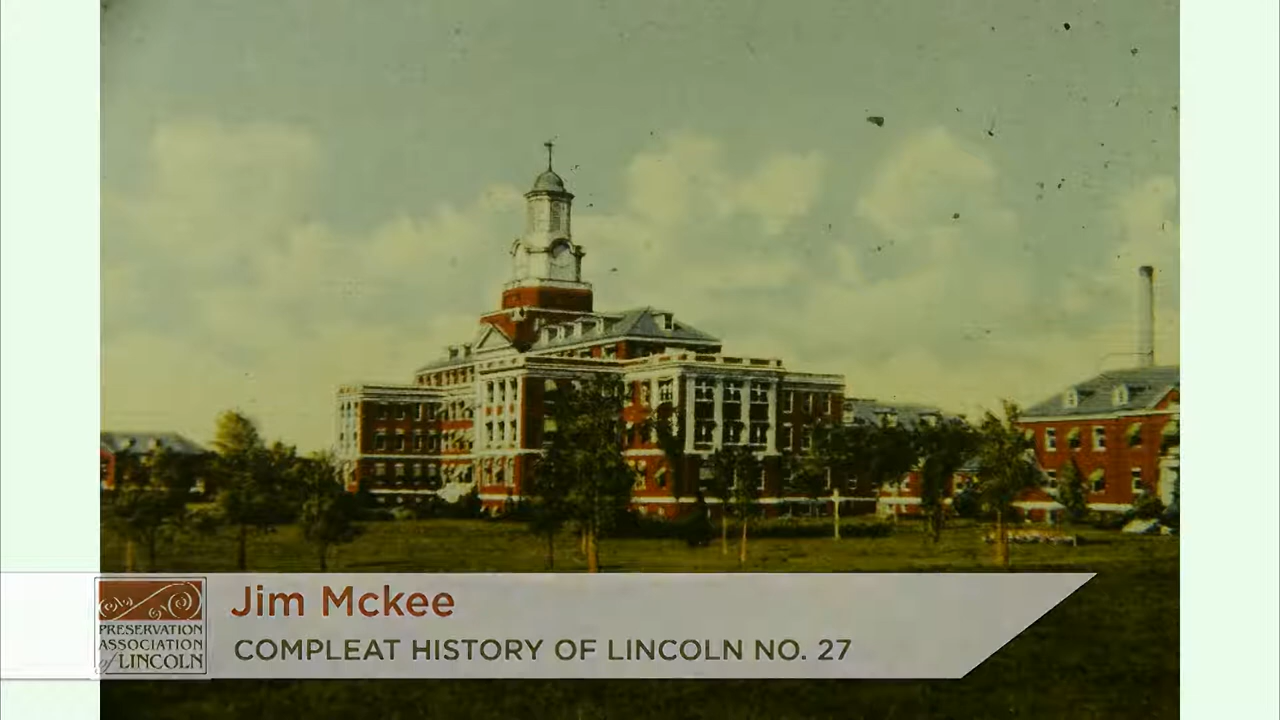 Jim Mckee
COMPLEAT HISTORY OF LINCOLN NO. 27
PRESERVATION
ASSOCIATION
of LINCOLN